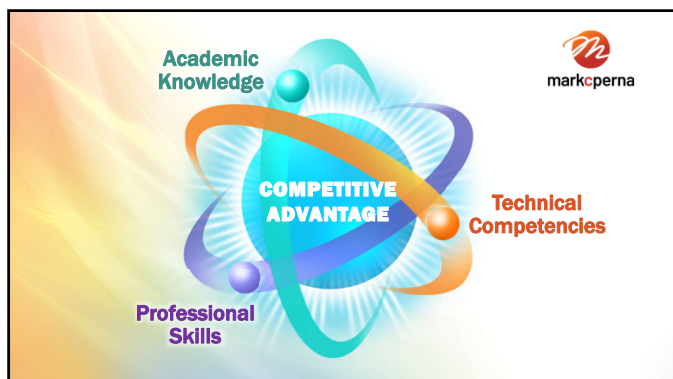 Academic
Knowledge
markcperna
COMPETITIVE
ADVANTAGE
Technical
Competencies
Professional
Skills